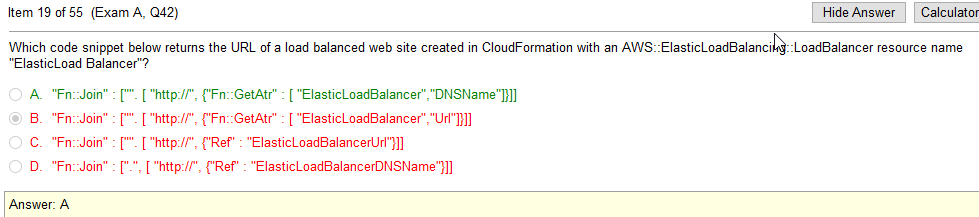 Item 19 of 55 (Exam A, Q42)
Hide Answer
Calculator
Which code snippet below returns the URL of a load balanced web site created in CloudFormation with an AWS::ElasticLoadBalancing::LoadBalancer resource name
"ElasticLoad Balancer"?
A. "Fn::Join" : ["". [ "http://", {"Fn::GetAtr" : [ "ElasticLoadBalancer","DNSName"]}]]
B. "Fn::Join" : ["". [ "http://", {"Fn::GetAtr" : [ "ElasticLoadBalancer","Url"]}]]
C. "Fn::Join" : ["". [ "http://", {"Ref" : "ElasticLoadBalancerUrl"}]]
D. "Fn::Join" : [".", [ "http://", {"Ref" : "ElasticLoadBalancerDNSName"}]]
Answer: A